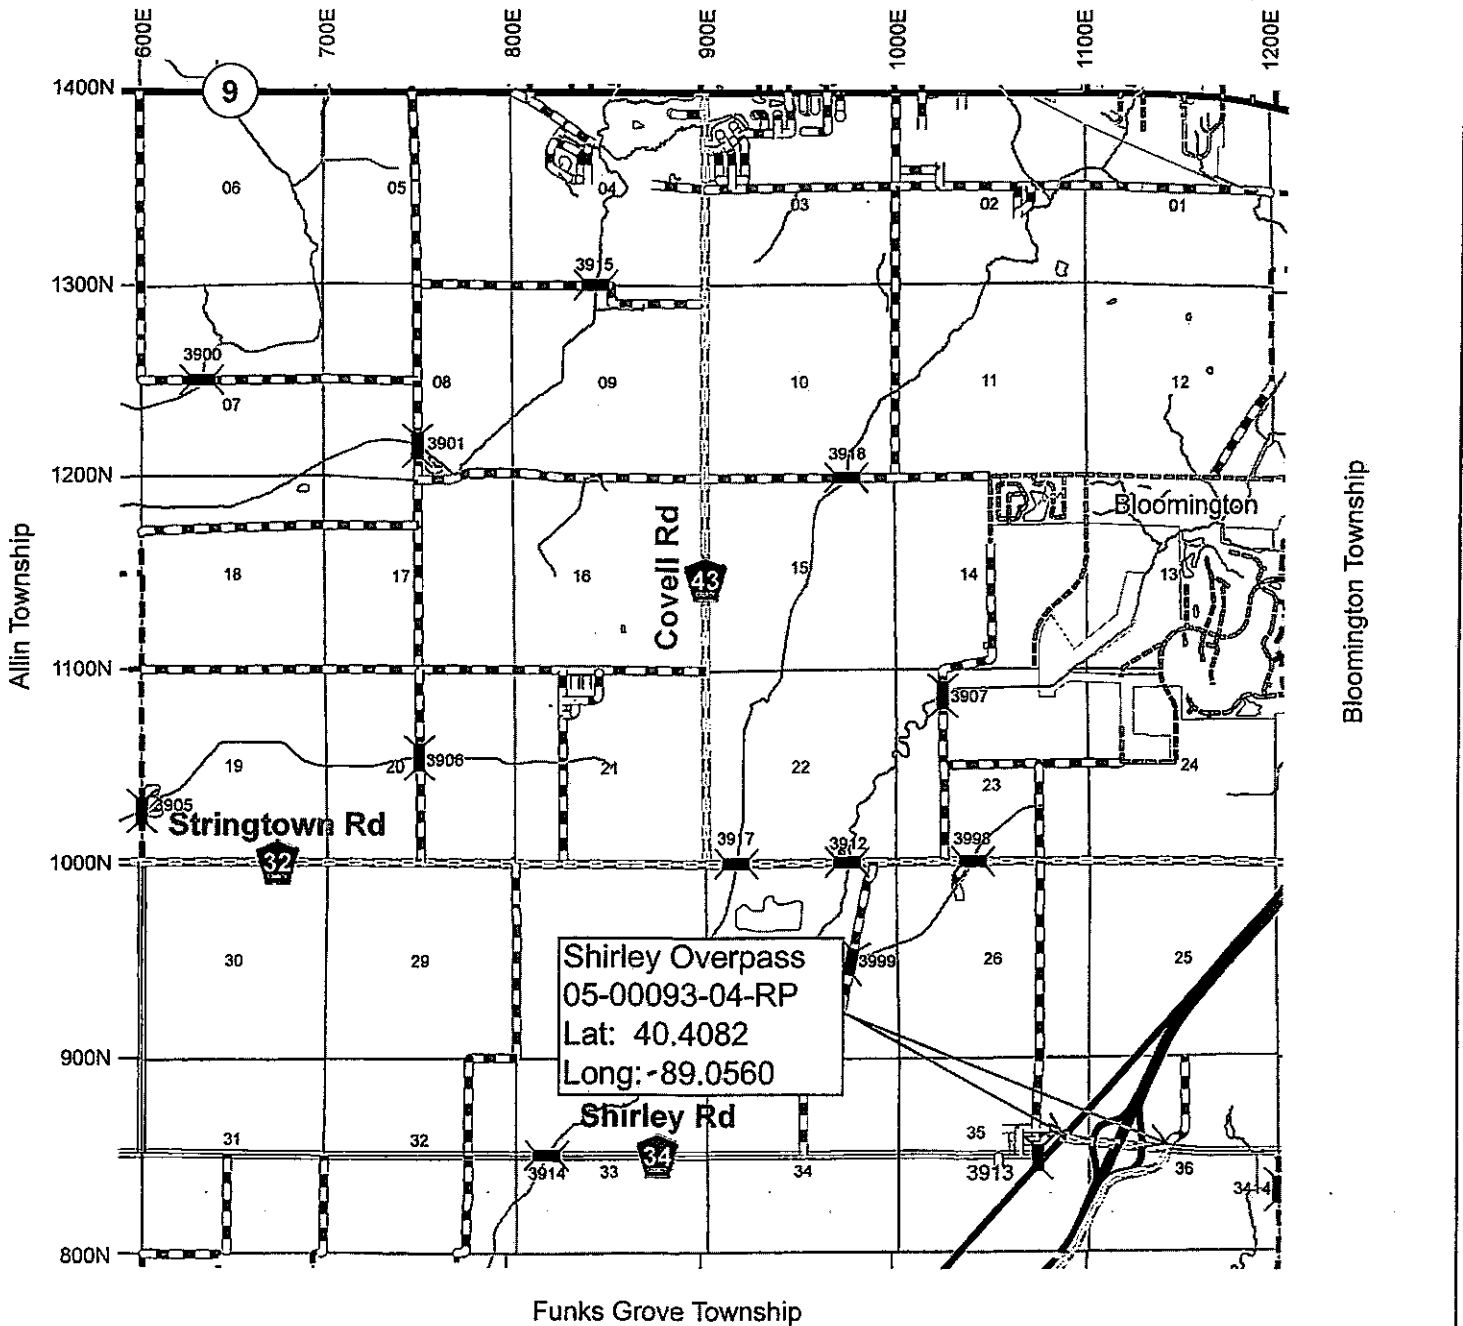 600E
700E
800E
900E
1000E
1100E
1200E
1400N
9
06
05
04
03
02
01
3915
1300N
3900
07
08
09
10
11
12
3901
3918
1200N
Bloomington
Allin Township
Bloomington Township
Covell Rd
43
18
17
16
15
14
13
1100N
3907
3906
19
20
21
22
23
24
3905
Stringtown Rd
32
3917
3912
3998
1000N
30
29
26
25
3999
Shirley Overpass
05-00093-04-RP
Lat: 40.4082
Long:-89.0560
900N
Shirley Rd
34
31
32
3914
33
34
35
3913
36
3414
800N
Funks Grove Township